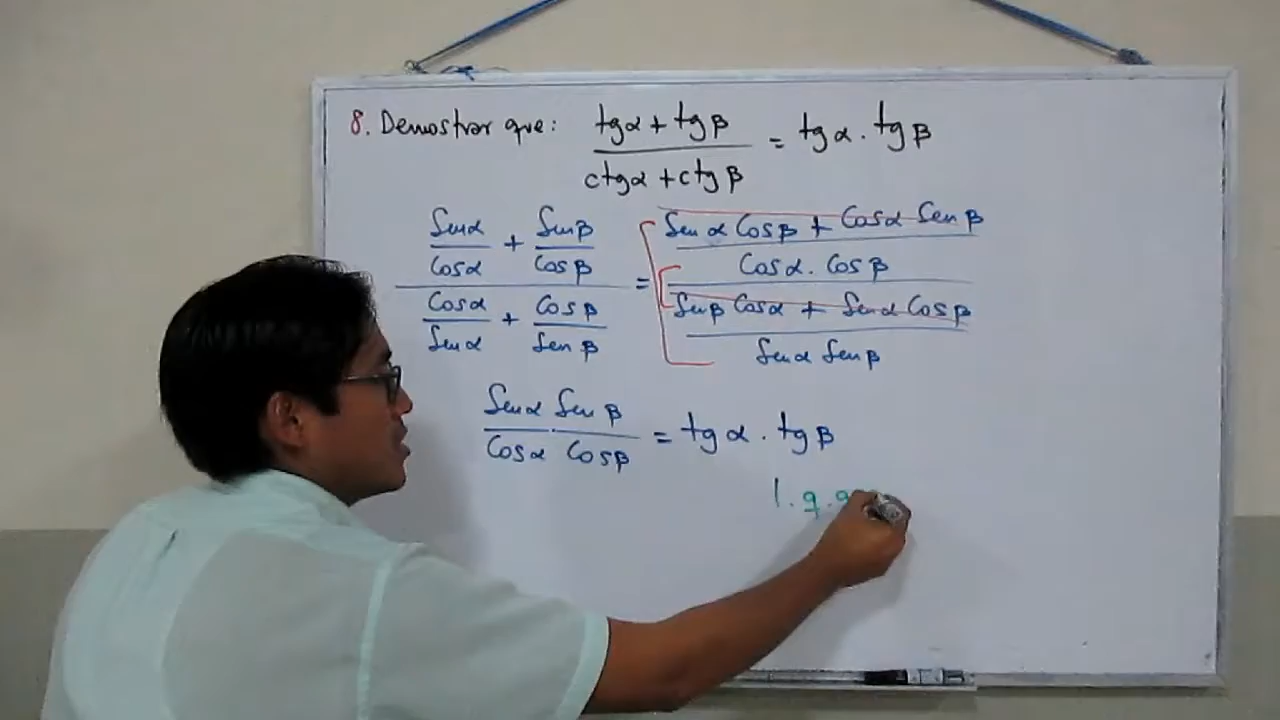 8. Demostrar que: tgα + tgβ / ctgα + ctgβ = tgα . tgβ
Senα/Cosα + Senβ/Cosβ / Cosα/Senα + Cosβ/Senβ = Senα Cosβ + Cosα Senβ / Cosα . Cosβ / Senβ Cosα + Senα Cosβ / Senα Senβ
Senα Senβ / Cosα . Cosβ = tgα . tgβ
l.q.q